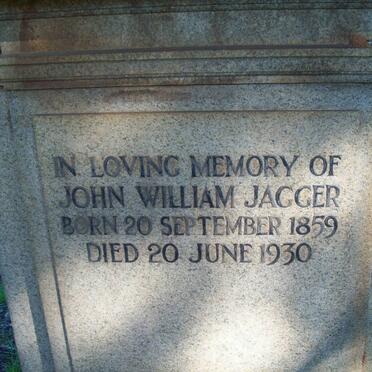 IN LOVING MEMORY OF
JOHN WILLIAM JAGGER
BORN 20 SEPTEMBER 1859
DIED 20 JUNE 1930